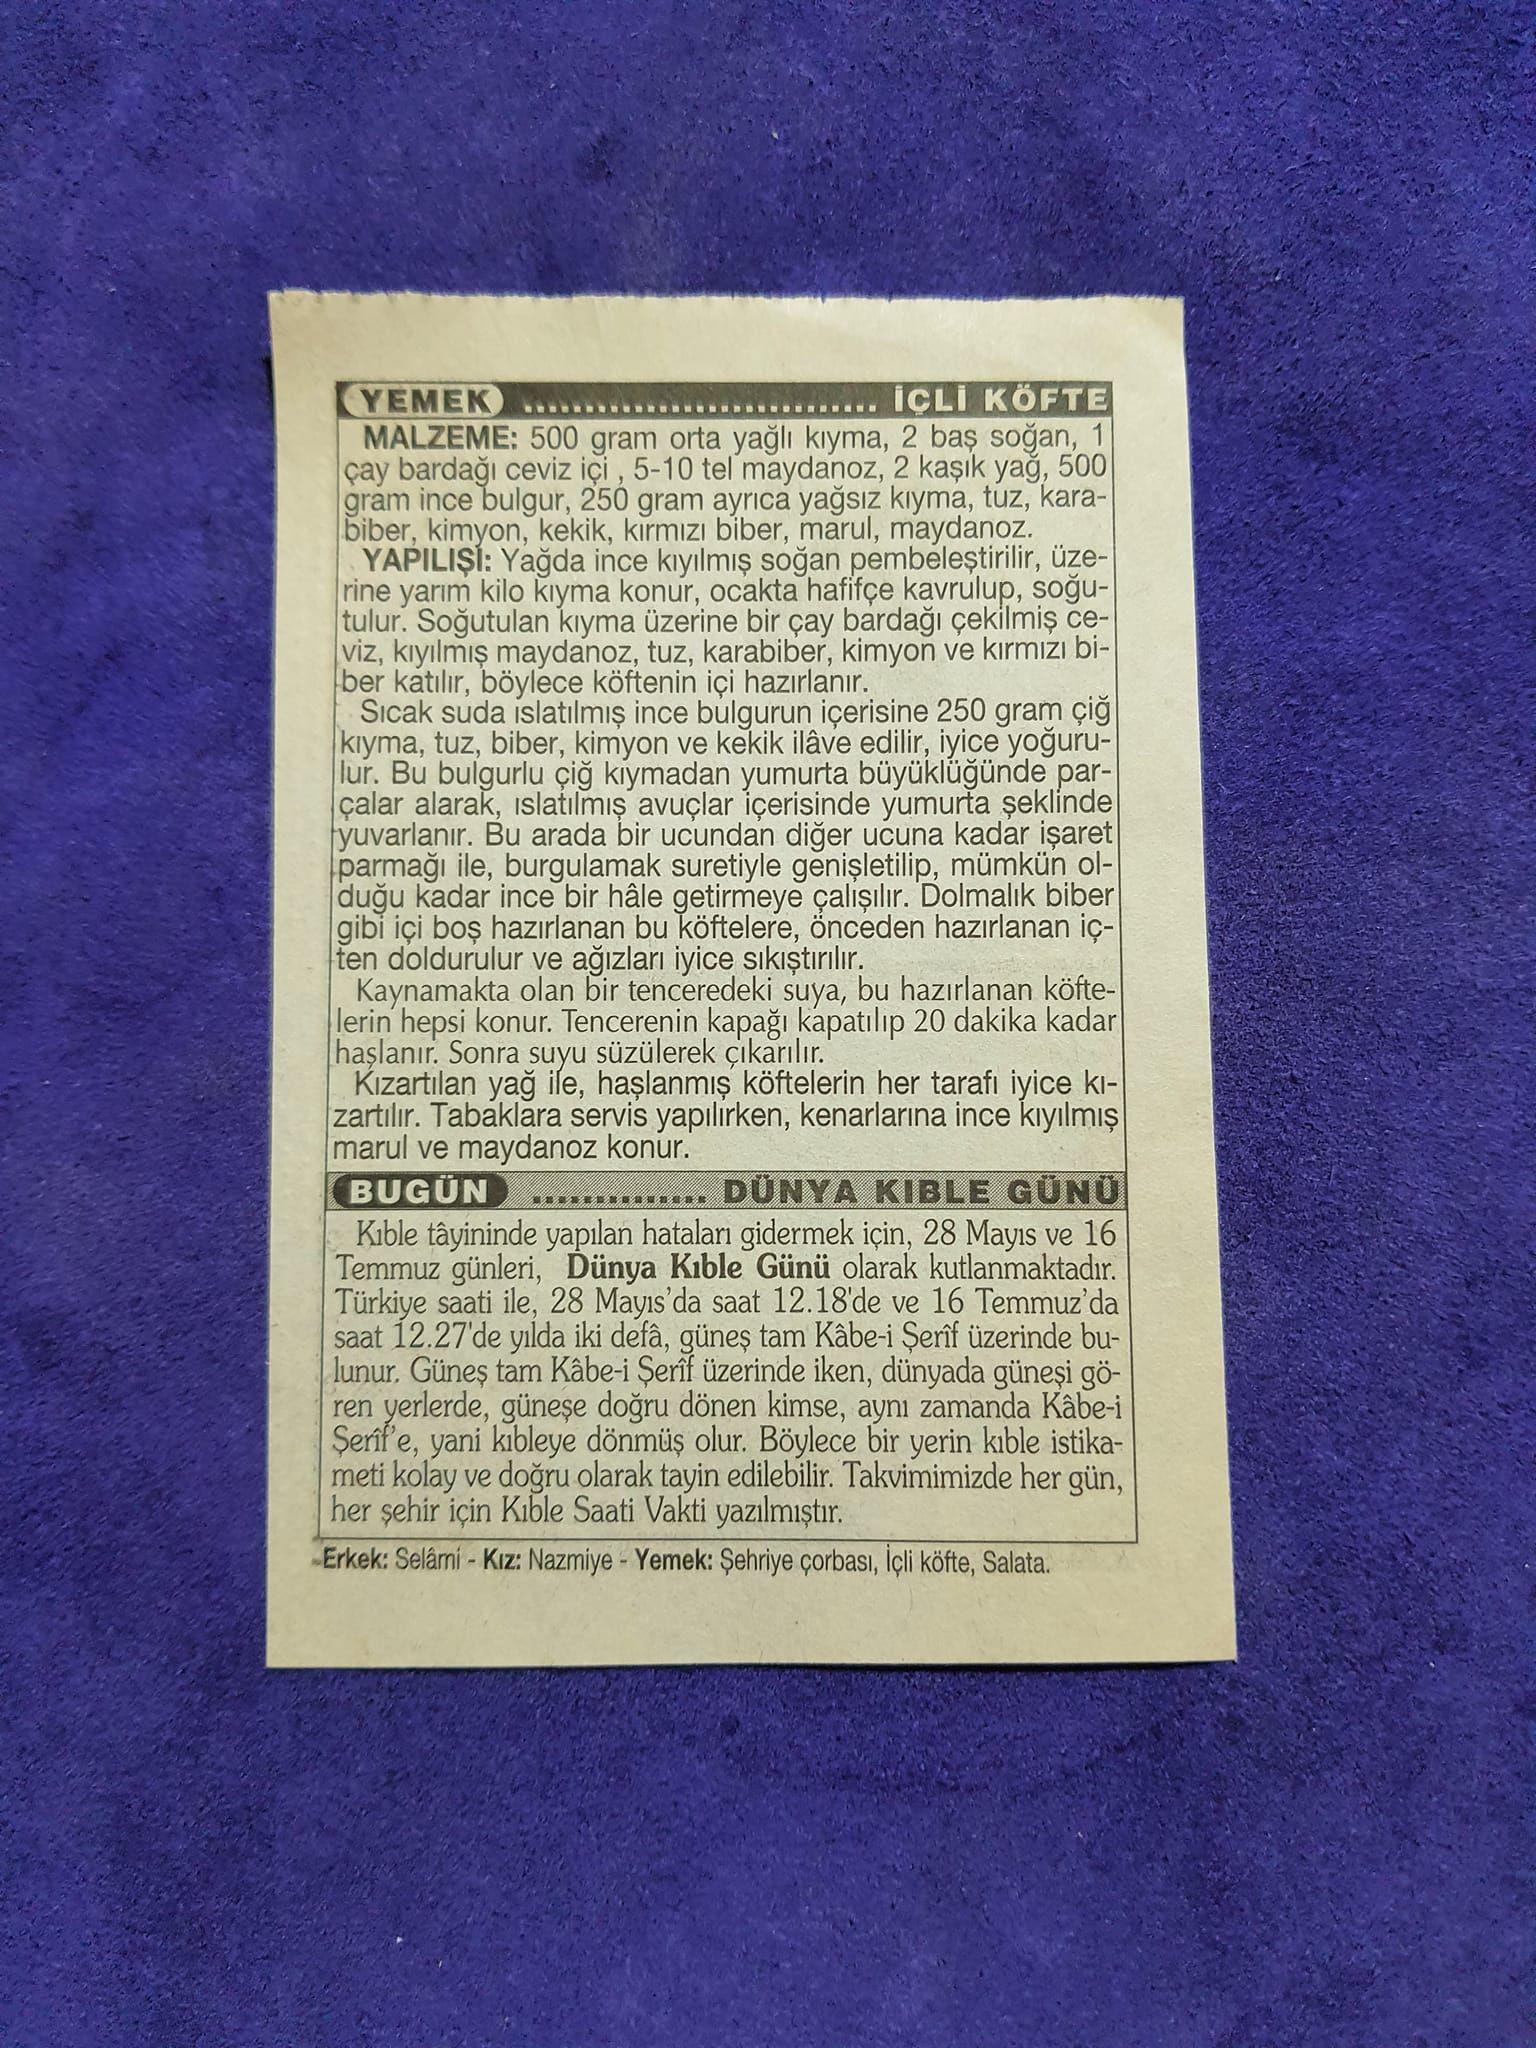 YEMEK .............................. İÇLİ KÖFTE
MALZEME: 500 gram orta yağlı kıyma, 2 baş soğan, 1
çay bardağı ceviz içi , 5-10 tel maydanoz, 2 kaşık yağ, 500
gram ince bulgur, 250 gram ayrıca yağsız kıyma, tuz, kara-
biber, kimyon, kekik, kırmızı biber, marul, maydanoz.
YAPILIŞI: Yağda ince kıyılmış soğan pembeleştirilir, üze-
rine yarım kilo kıyma konur, ocakta hafifçe kavrulup, soğu-
tulur. Soğutulan kıyma üzerine bir çay bardağı çekilmiş ce-
viz, kıyılmış maydanoz, tuz, karabiber, kimyon ve kırmızı bi-
ber katılır, böylece köftenin içi hazırlanır.
Sıcak suda ıslatılmış ince bulgurun içerisine 250 gram çiğ
kıyma, tuz, biber, kimyon ve kekik ilâve edilir, iyice yoğuru-
lur. Bu bulgurlu çiğ kıymadan yumurta büyüklüğünde par-
çalar alarak, ıslatılmış avuçlar içerisinde yumurta şeklinde
yuvarlanır. Bu arada bir ucundan diğer ucuna kadar işaret
parmağı ile, burgulamak suretiyle genişletilip, mümkün ol-
duğu kadar ince bir hâle getirmeye çalışılır. Dolmalık biber
gibi içi boş hazırlanan bu köftelere, önceden hazırlanan iç-
ten doldurulur ve ağızları iyice sıkıştırılır.
Kaynamakta olan bir tenceredeki suya, bu hazırlanan köfte-
lerin hepsi konur. Tencerenin kapağı kapatılıp 20 dakika kadar
haşlanır. Sonra suyu süzülerek çıkarılır.
Kızartılan yağ ile, haşlanmış köftelerin her tarafı iyice kı-
zartılır. Tabaklara servis yapılırken, kenarlarına ince kıyılmış
marul ve maydanoz konur.
BUGÜN .............. DÜNYA KIBLE GÜNÜ
Kıble tâyininde yapılan hataları gidermek için, 28 Mayıs ve 16
Temmuz günleri, Dünya Kıble Günü olarak kutlanmaktadır.
Türkiye saati ile, 28 Mayıs'da saat 12.18'de ve 16 Temmuz'da
saat 12.27'de yılda iki defâ, güneş tam Kâbe-i Şerîf üzerinde bu-
lunur. Güneş tam Kâbe-i Şerîf üzerinde iken, dünyada güneşi gö-
ren yerlerde, güneşe doğru dönen kimse, aynı zamanda Kâbe-i
Şerîf'e, yani kıbleye dönmüş olur. Böylece bir yerin kıble istika-
meti kolay ve doğru olarak tayin edilebilir. Takvimimizde her gün,
her şehir için Kıble Saati Vakti yazılmıştır.
Erkek: Selâmi - Kız: Nazmiye - Yemek: Şehriye çorbası, İçli köfte, Salata.